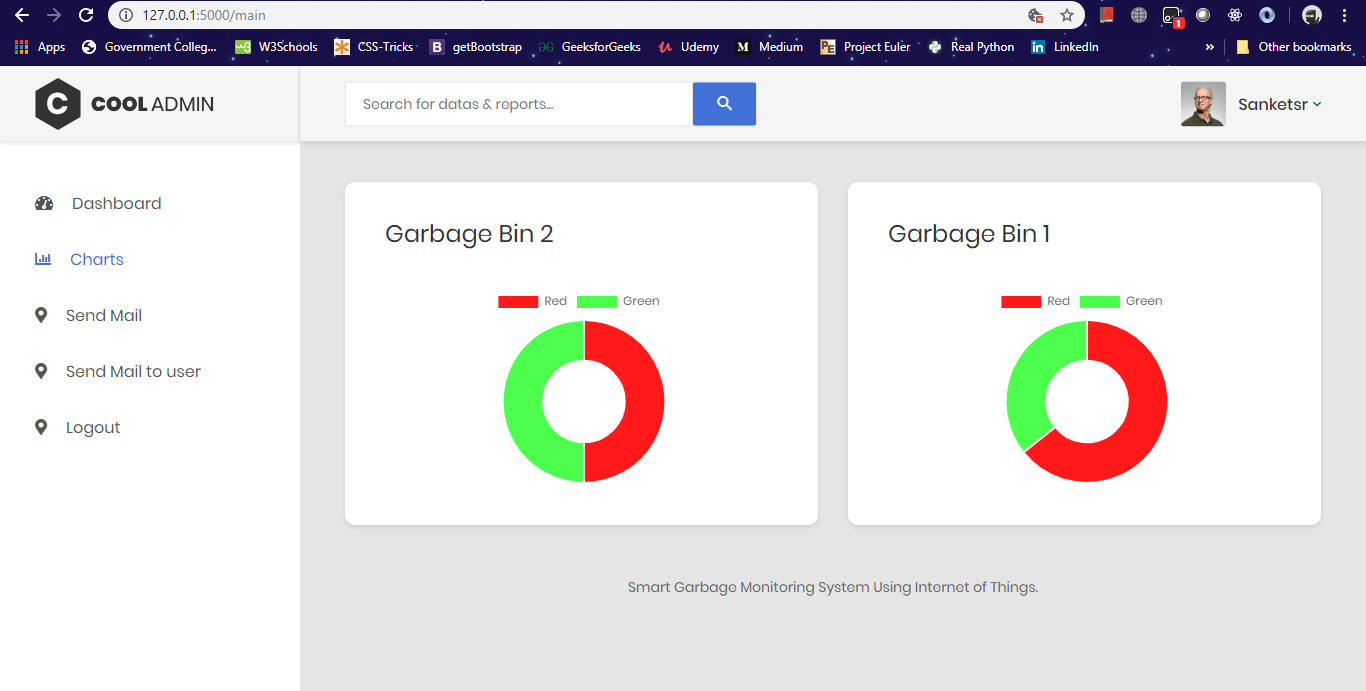 127.0.0.1:5000/main
1
Apps Government Colleg... W3Schools CSS-Tricks B getBootstrap GeeksforGeeks Udemy M Medium PE Project Euler Real Python in LinkedIn » Other bookmarks
C COOL ADMIN
Search for datas & reports...
Sanketsr
Dashboard
Charts
Send Mail
Send Mail to user
Logout
Garbage Bin 2
Red Green
Garbage Bin 1
Red Green
Smart Garbage Monitoring System Using Internet of Things.